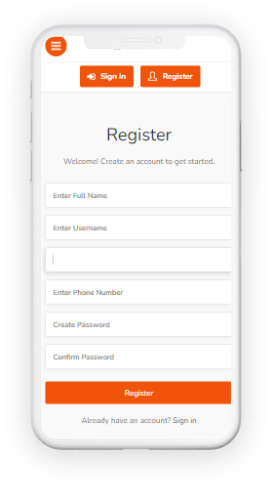 Sign In
Register
Register
Welcome! Create an account to get started.
Enter Full Name
Enter Username
Enter Phone Number
Create Password
Confirm Password
Register
Already have an account? Sign in